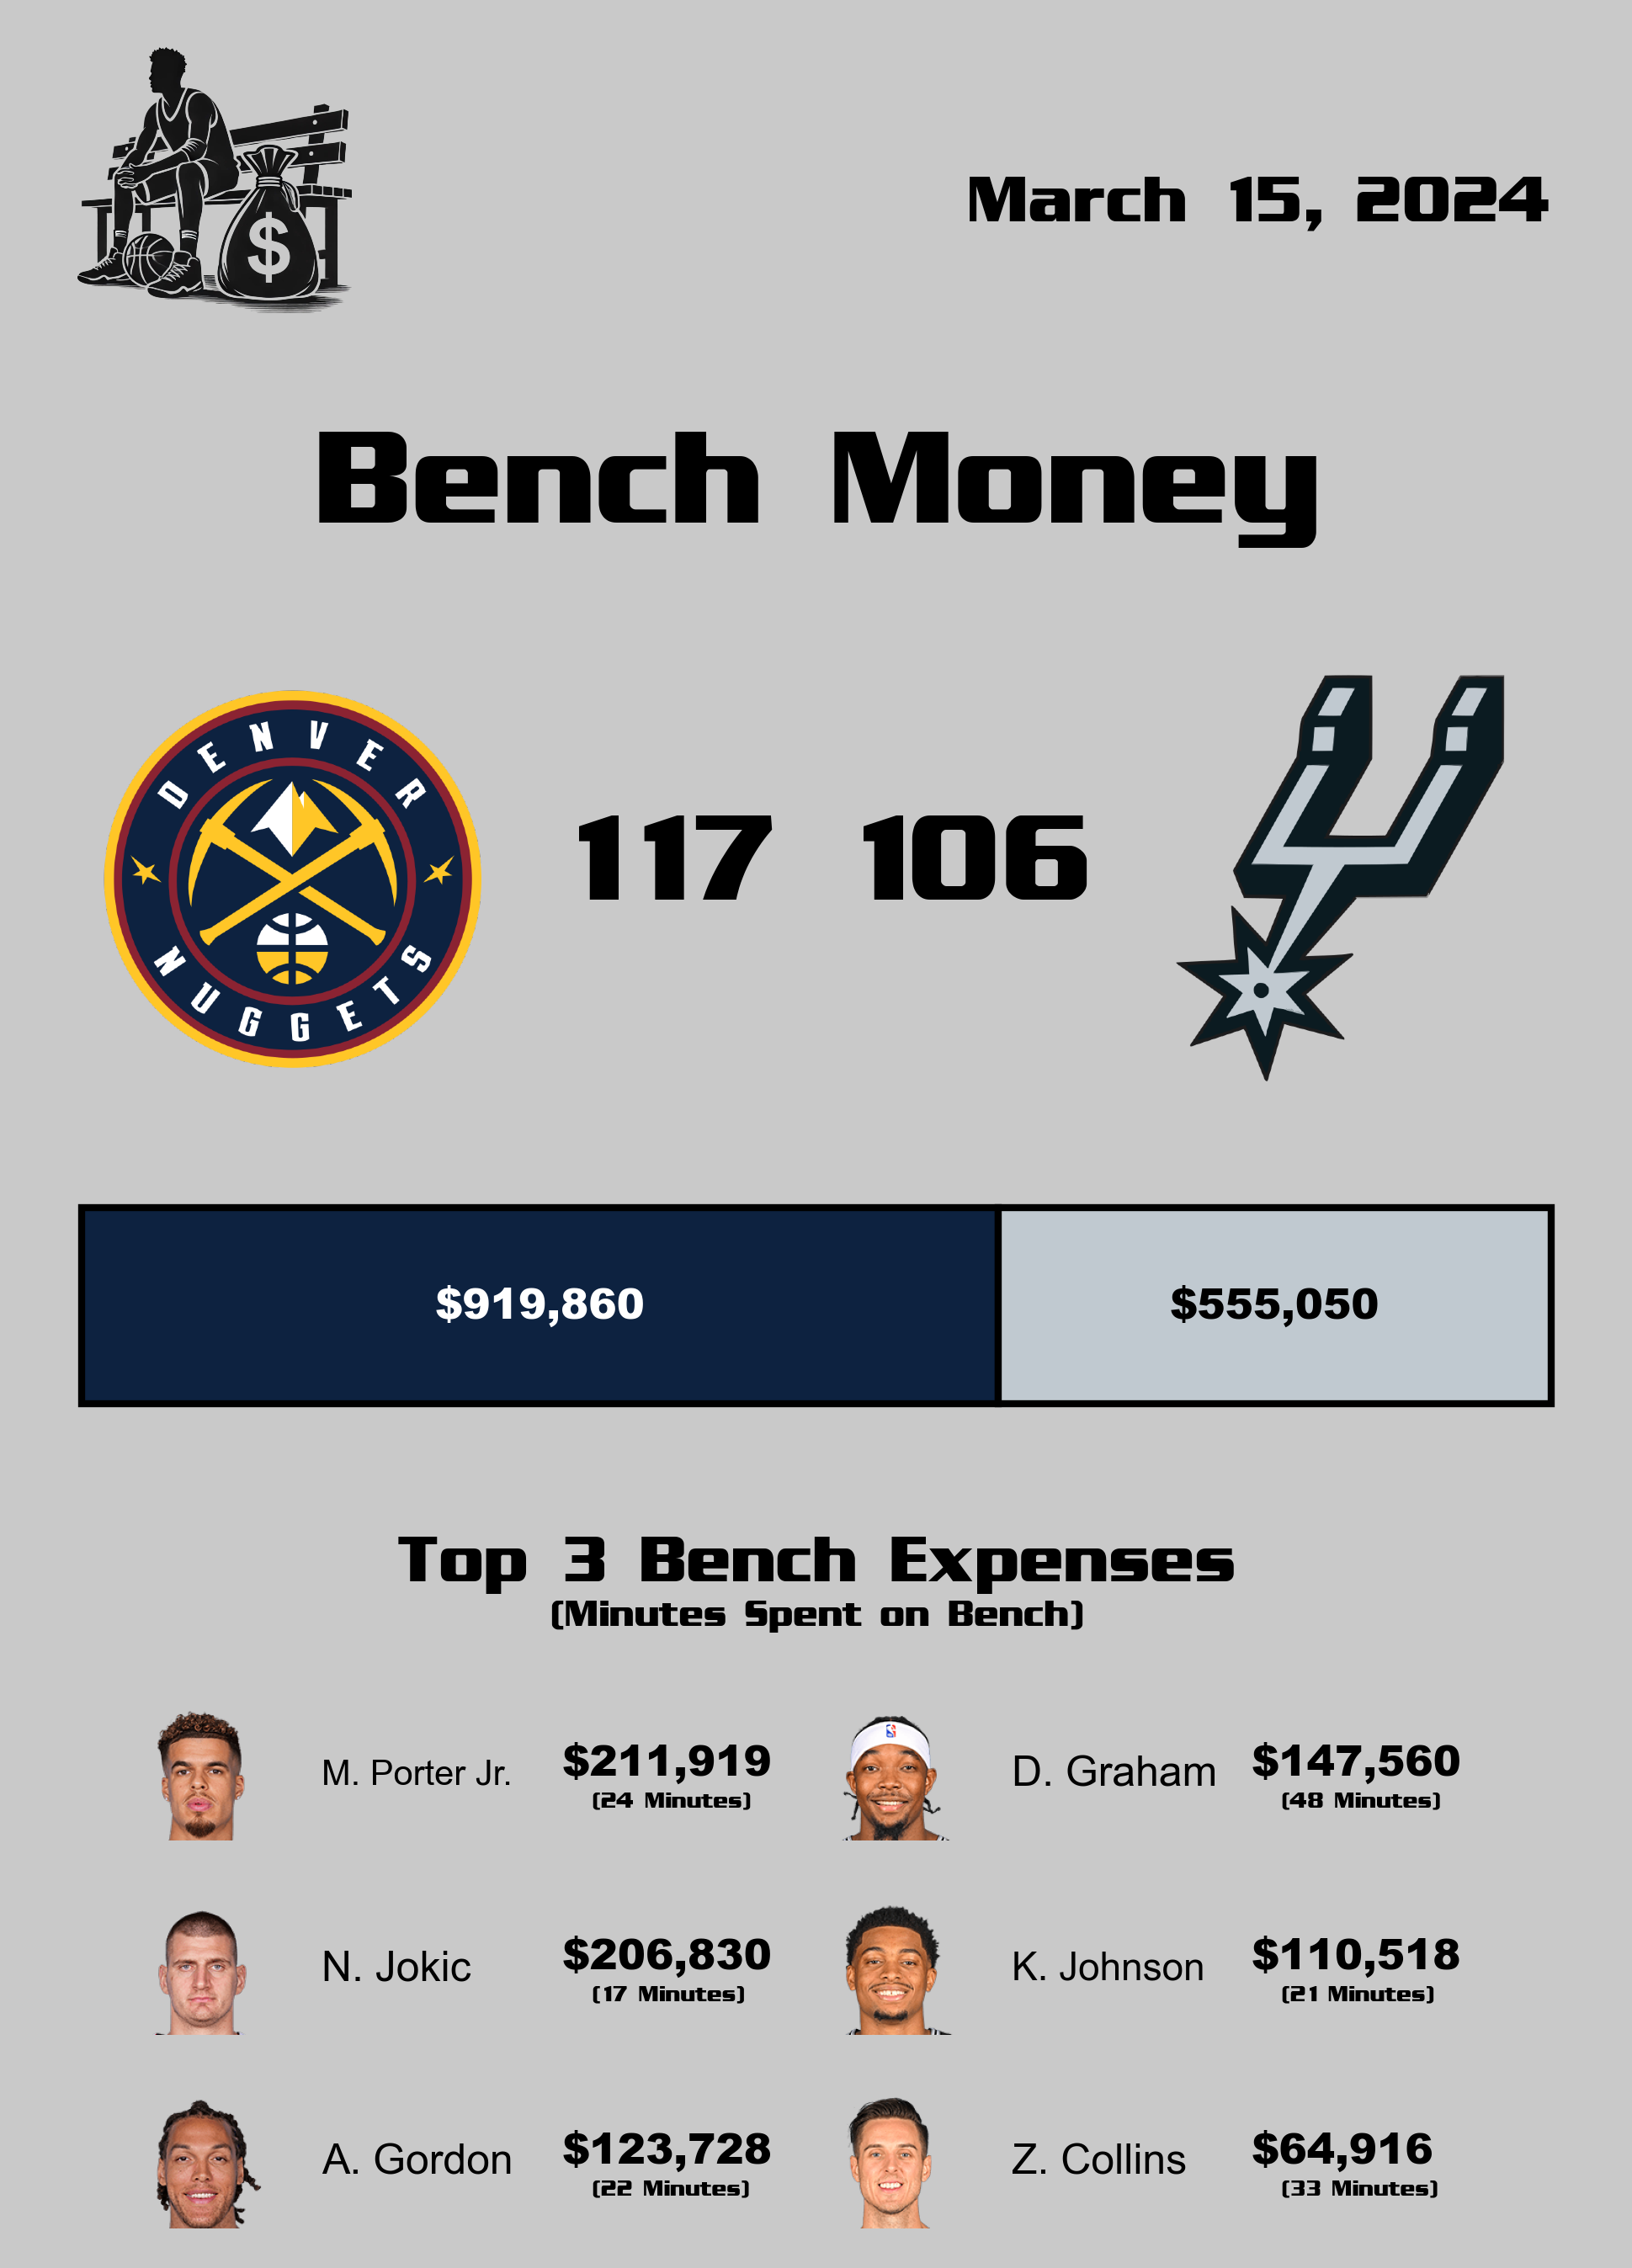 March 15, 2024
$
Bench Money
DENVER
NUGGETS
117 106
$919,860 $555,050
Top 3 Bench Expenses
(Minutes Spent on Bench)
M. Porter Jr. $211,919
(24 Minutes)
D. Graham $147,560
(48 Minutes)
N. Jokic $206,830
(17 Minutes)
K. Johnson $110,518
(21 Minutes)
A. Gordon $123,728
(22 Minutes)
Z. Collins $64,916
(33 Minutes)